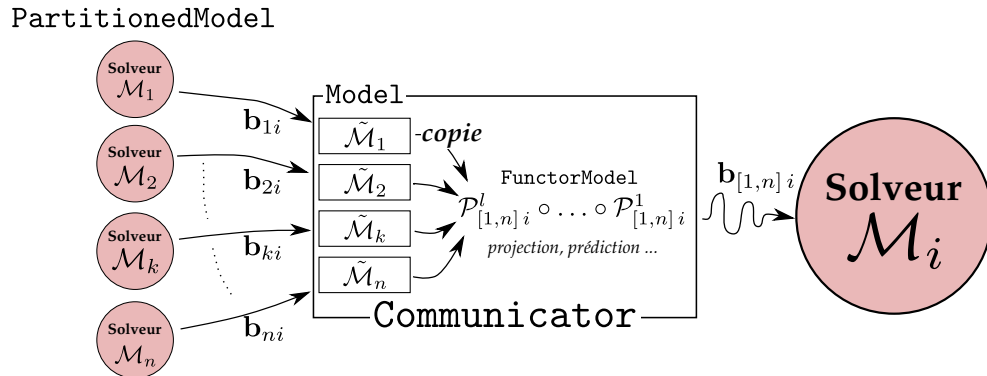 PartitionedModel
Solveur
ℳ₁
Solveur
ℳ₂
Solveur
ℳₖ
Solveur
ℳₙ
b₁ᵢ
b₂ᵢ
bₖᵢ
bₙᵢ
Model
ℳ̃₁
ℳ̃₂
ℳ̃ₖ
ℳ̃ₙ
-copie
FunctorModel
𝒫^l_{[1,n] i} ∘ … ∘ 𝒫^1_{[1,n] i}
projection, prédiction ...
Communicator
b_{[1,n] i}
Solveur
ℳᵢ